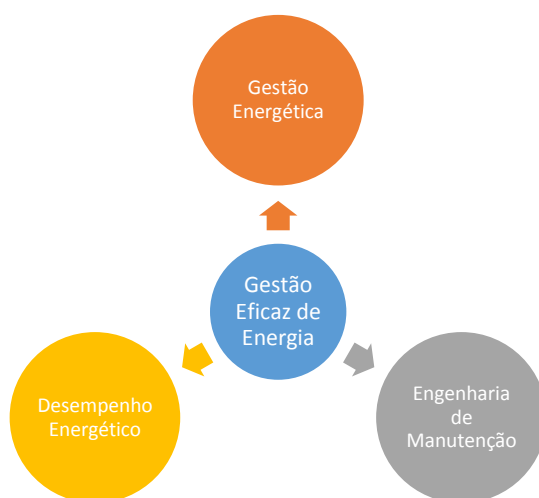 Gestão
Energética
Gestão
Eficaz de
Energia
Desempenho
Energético
Engenharia
de
Manutenção